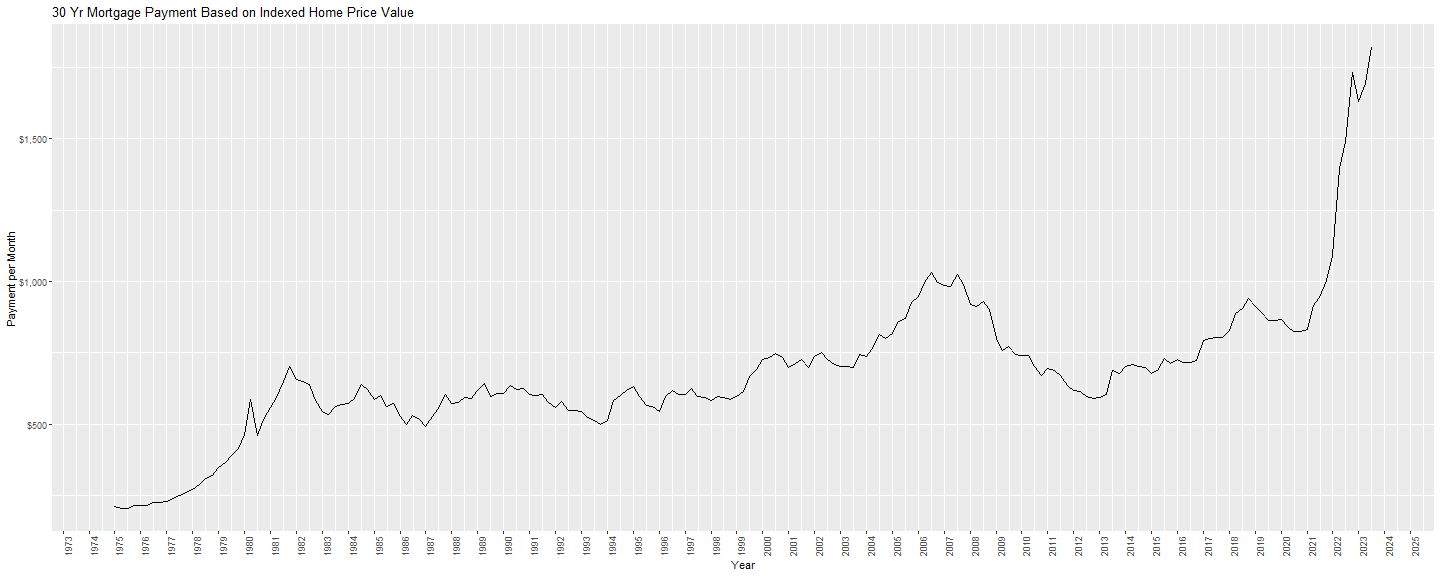 30 Yr Mortgage Payment Based on Indexed Home Price Value
Payment per Month
$1,500
$1,000
$500
1973 1974 1975 1976 1977 1978 1979 1980 1981 1982 1983 1984 1985 1986 1987 1988 1989 1990 1991 1992 1993 1994 1995 1996 1997 1998 1999 2000 2001 2002 2003 2004 2005 2006 2007 2008 2009 2010 2011 2012 2013 2014 2015 2016 2017 2018 2019 2020 2021 2022 2023 2024 2025
Year